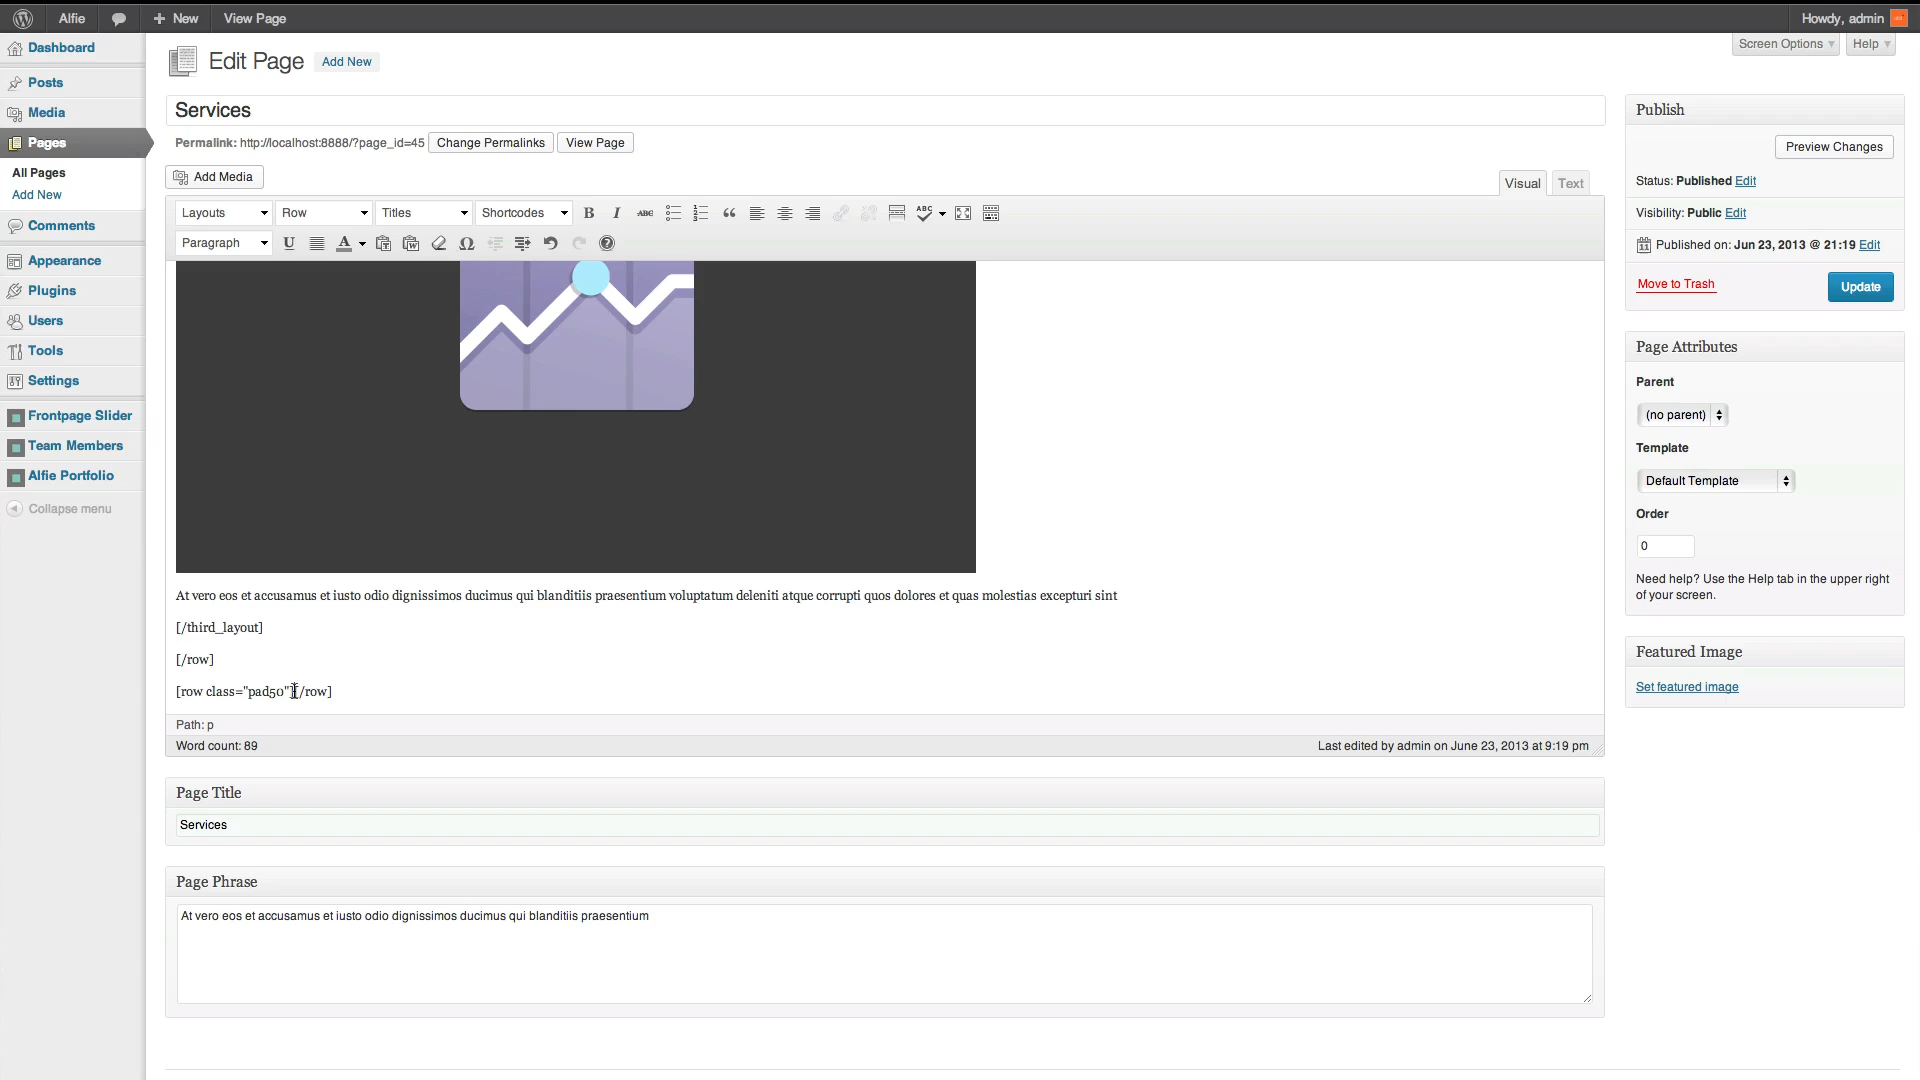 Alfie
New
View Page
Howdy, admin
Dashboard
Posts
Media
Pages
All Pages
Add New
Comments
Appearance
Plugins
Users
Tools
Settings
Frontpage Slider
Team Members
Alfie Portfolio
Collapse menu
Screen Options
Help
Edit Page
Add New
Services
Permalink: http://localhost:8888/?page_id=45 Change Permalinks View Page
Add Media
Visual
Text
Layouts
Row
Titles
Shortcodes
B
I
ABC
ABC
Paragraph
U
A
At vero eos et accusamus et iusto odio dignissimos ducimus qui blanditiis praesentium voluptatum deleniti atque corrupti quos dolores et quas molestias excepturi sint
[/third_layout]
[/row]
[row class="pad50"][/row]
Path: p
Word count: 89
Last edited by admin on June 23, 2013 at 9:19 pm
Page Title
Services
Page Phrase
At vero eos et accusamus et iusto odio dignissimos ducimus qui blanditiis praesentium
Publish
Preview Changes
Status: Published Edit
Visibility: Public Edit
Published on: Jun 23, 2013 @ 21:19 Edit
Move to Trash
Update
Page Attributes
Parent
(no parent)
Template
Default Template
Order
0
Need help? Use the Help tab in the upper right
of your screen.
Featured Image
Set featured image